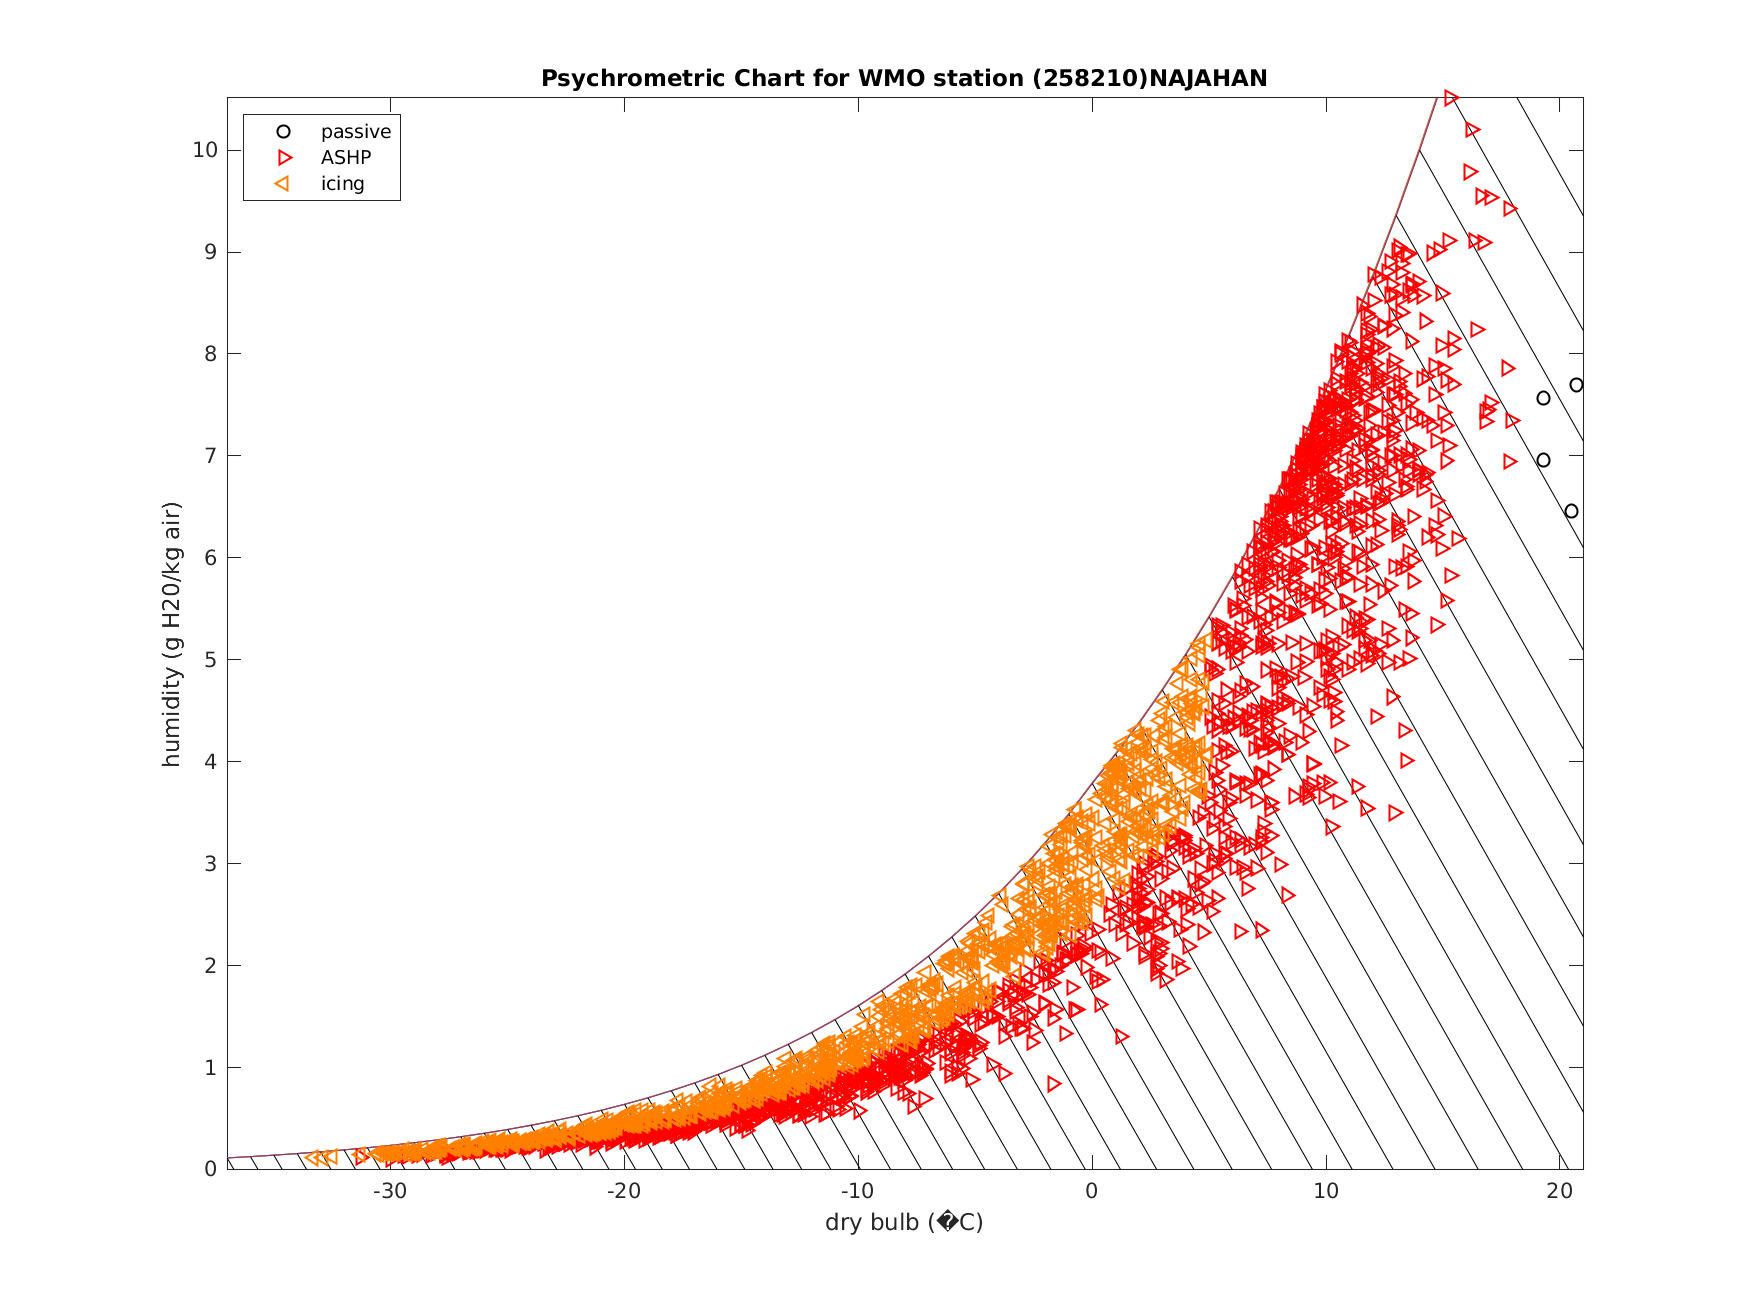 Psychrometric Chart for WMO station (258210)NAJAHAN
passive
ASHP
icing
humidity (g H20/kg air)
10
9
8
7
6
5
4
3
2
1
0
-30 -20 -10 0 10 20
dry bulb (�C)